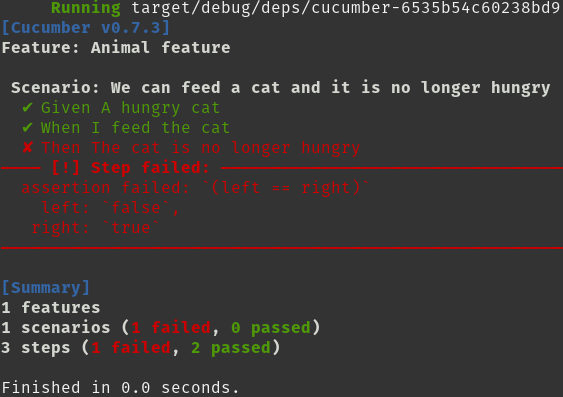 Running target/debug/deps/cucumber-6535b54c60238bd9
[Cucumber v0.7.3]
Feature: Animal feature
Scenario: We can feed a cat and it is no longer hungry
✔ Given A hungry cat
✔ When I feed the cat
✘ Then The cat is no longer hungry
[!] Step failed:
assertion failed: `(left == right)`
left: `false`,
right: `true`
[Summary]
1 features
1 scenarios (1 failed, 0 passed)
3 steps (1 failed, 2 passed)
Finished in 0.0 seconds.